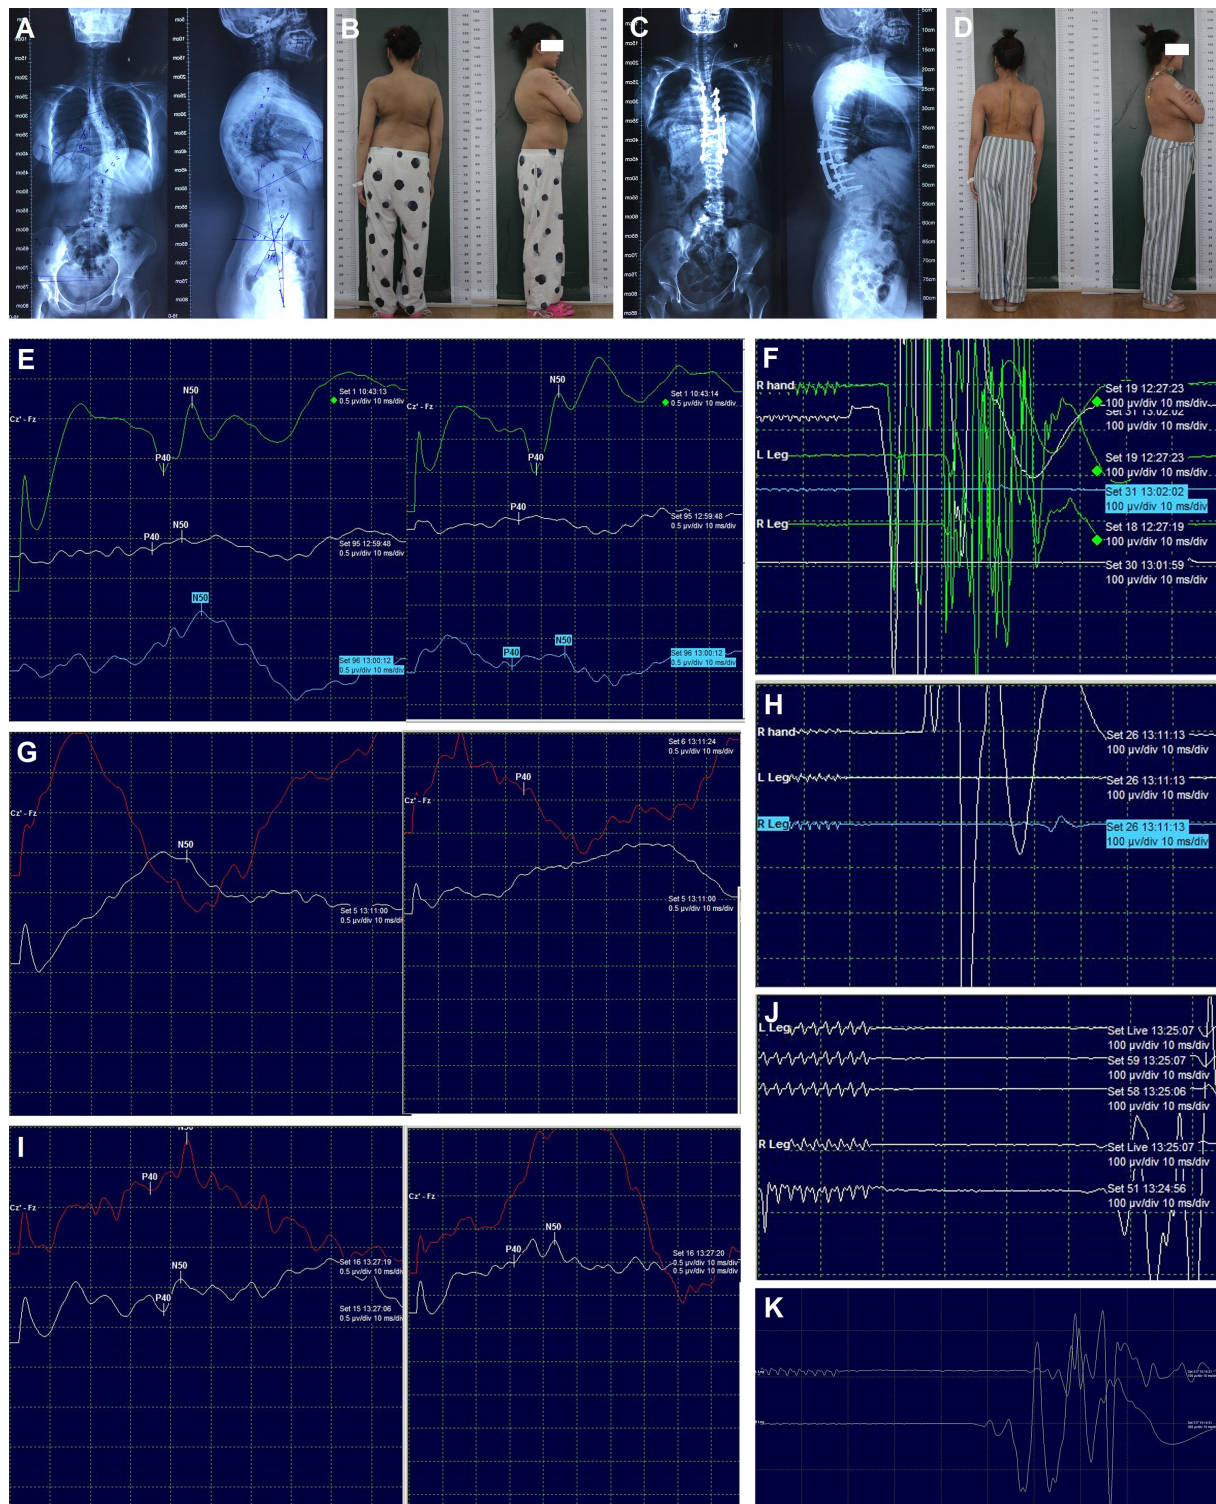 A
B
C
D
E
N50
Cz' - Fz
P40
Set 1 10:43:13
0.5 µv/div 10 ms/div
N50
P40
Set 95 12:59:48
0.5 µv/div 10 ms/div
N50
Set 96 13:00:12
0.5 µv/div 10 ms/div
N50
Cz' - Fz
P40
Set 1 10:43:14
0.5 µv/div 10 ms/div
P40
Set 95 12:59:48
0.5 µv/div 10 ms/div
P40
N50
Set 96 13:00:12
0.5 µv/div 10 ms/div
F
R hand
Set 19 12:27:23
100 µv/div 10 ms/div
Set 31 13:02:02
100 µv/div 10 ms/div
L Leg
Set 19 12:27:23
100 µv/div 10 ms/div
Set 31 13:02:02
100 µv/div 10 ms/div
R Leg
Set 18 12:27:19
100 µv/div 10 ms/div
Set 30 13:01:59
100 µv/div 10 ms/div
G
Cz' - Fz
N50
Set 5 13:11:00
0.5 µv/div 10 ms/div
Set 6 13:11:24
0.5 µv/div 10 ms/div
P40
Cz' - Fz
Set 5 13:11:00
0.5 µv/div 10 ms/div
H
R hand
Set 26 13:11:13
100 µv/div 10 ms/div
L Leg
Set 26 13:11:13
100 µv/div 10 ms/div
R Leg
Set 26 13:11:13
100 µv/div 10 ms/div
I
N50
P40
Cz' - Fz
Set 16 13:27:19
0.5 µv/div 10 ms/div
N50
P40
Set 15 13:27:06
0.5 µv/div 10 ms/div
Cz' - Fz
N50
P40
Set 16 13:27:20
0.5 µv/div 10 ms/div
0.5 µv/div 10 ms/div
J
L Leg
Set Live 13:25:07
100 µv/div 10 ms/div
Set 59 13:25:07
100 µv/div 10 ms/div
Set 58 13:25:06
100 µv/div 10 ms/div
R Leg
Set Live 13:25:07
100 µv/div 10 ms/div
Set 51 13:24:56
100 µv/div 10 ms/div
K